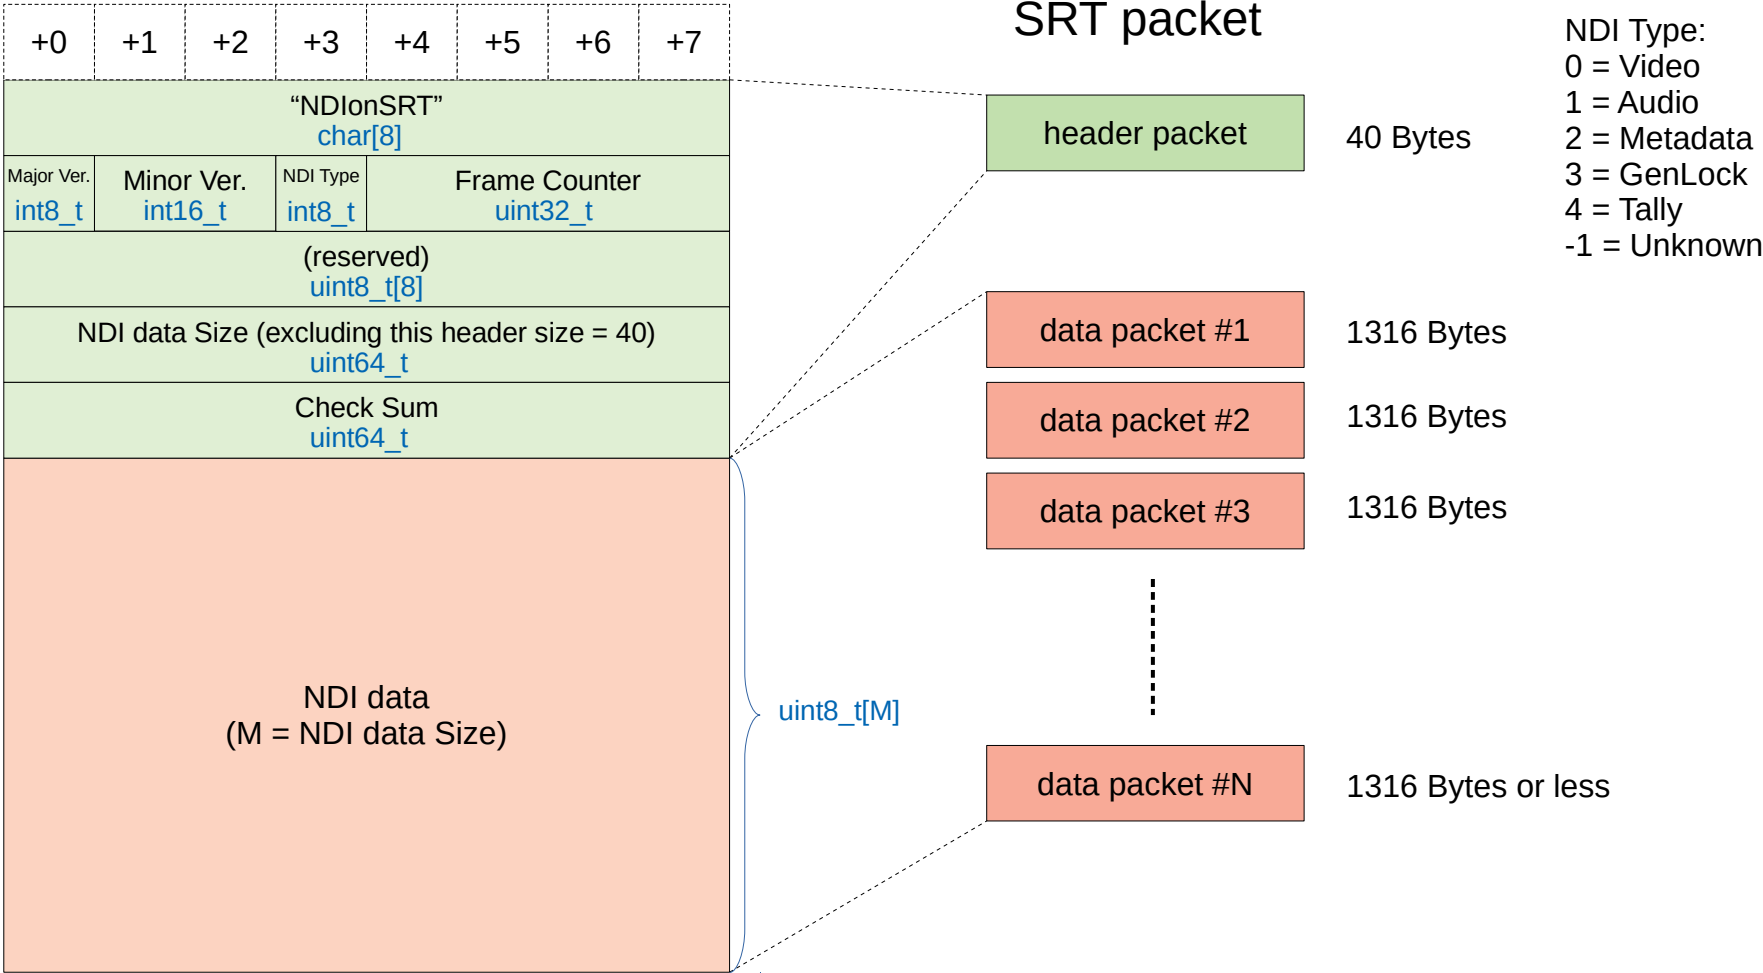 +0 +1 +2 +3 +4 +5 +6 +7
“NDIonSRT”
char[8]
Major Ver. Minor Ver. NDI Type Frame Counter
int8_t int16_t int8_t uint32_t
(reserved)
uint8_t[8]
NDI data Size (excluding this header size = 40)
uint64_t
Check Sum
uint64_t
NDI data
(M = NDI data Size)
uint8_t[M]
SRT packet
header packet 40 Bytes
data packet #1 1316 Bytes
data packet #2 1316 Bytes
data packet #3 1316 Bytes
data packet #N 1316 Bytes or less
NDI Type:
0 = Video
1 = Audio
2 = Metadata
3 = GenLock
4 = Tally
-1 = Unknown